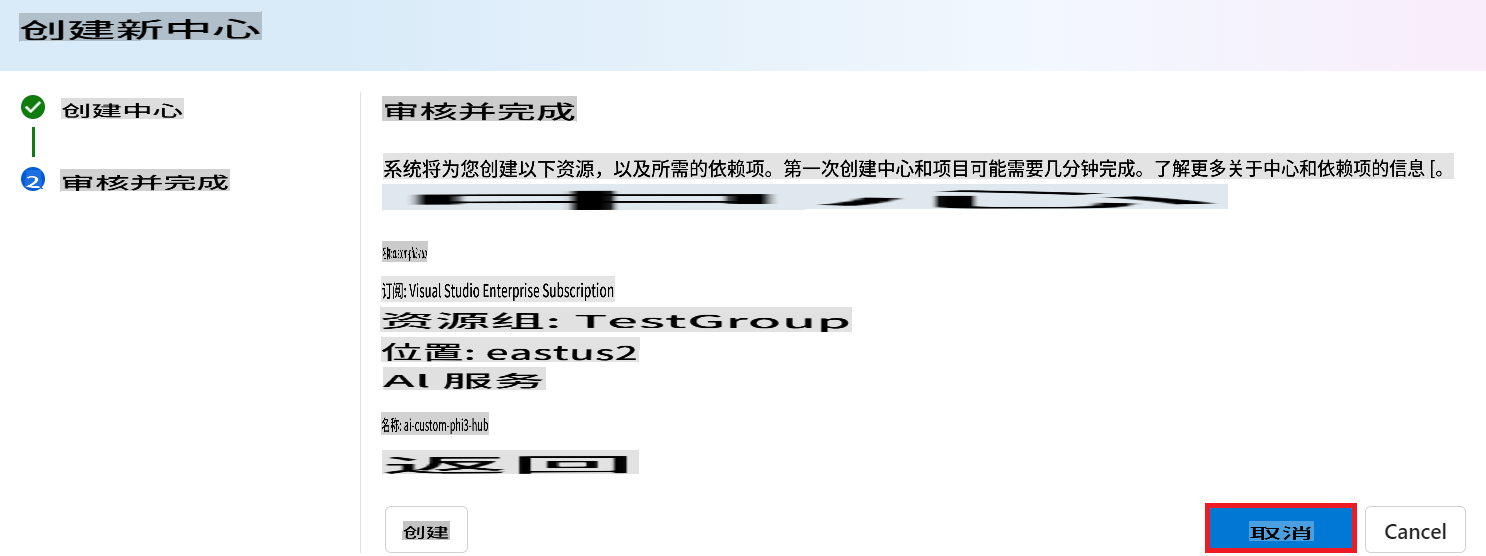 创建新中心
创建中心
2
审核并完成
审核并完成
系统将为您创建以下资源，以及所需的依赖项。第一次创建中心和项目可能需要几分钟完成。了解更多关于中心和依赖项的信息 [。
中心
订阅: Visual Studio Enterprise Subscription
资源组: TestGroup
位置: eastus2
AI 服务
名称: ai-custom-phi3-hub
返回
创建
取消
Cancel